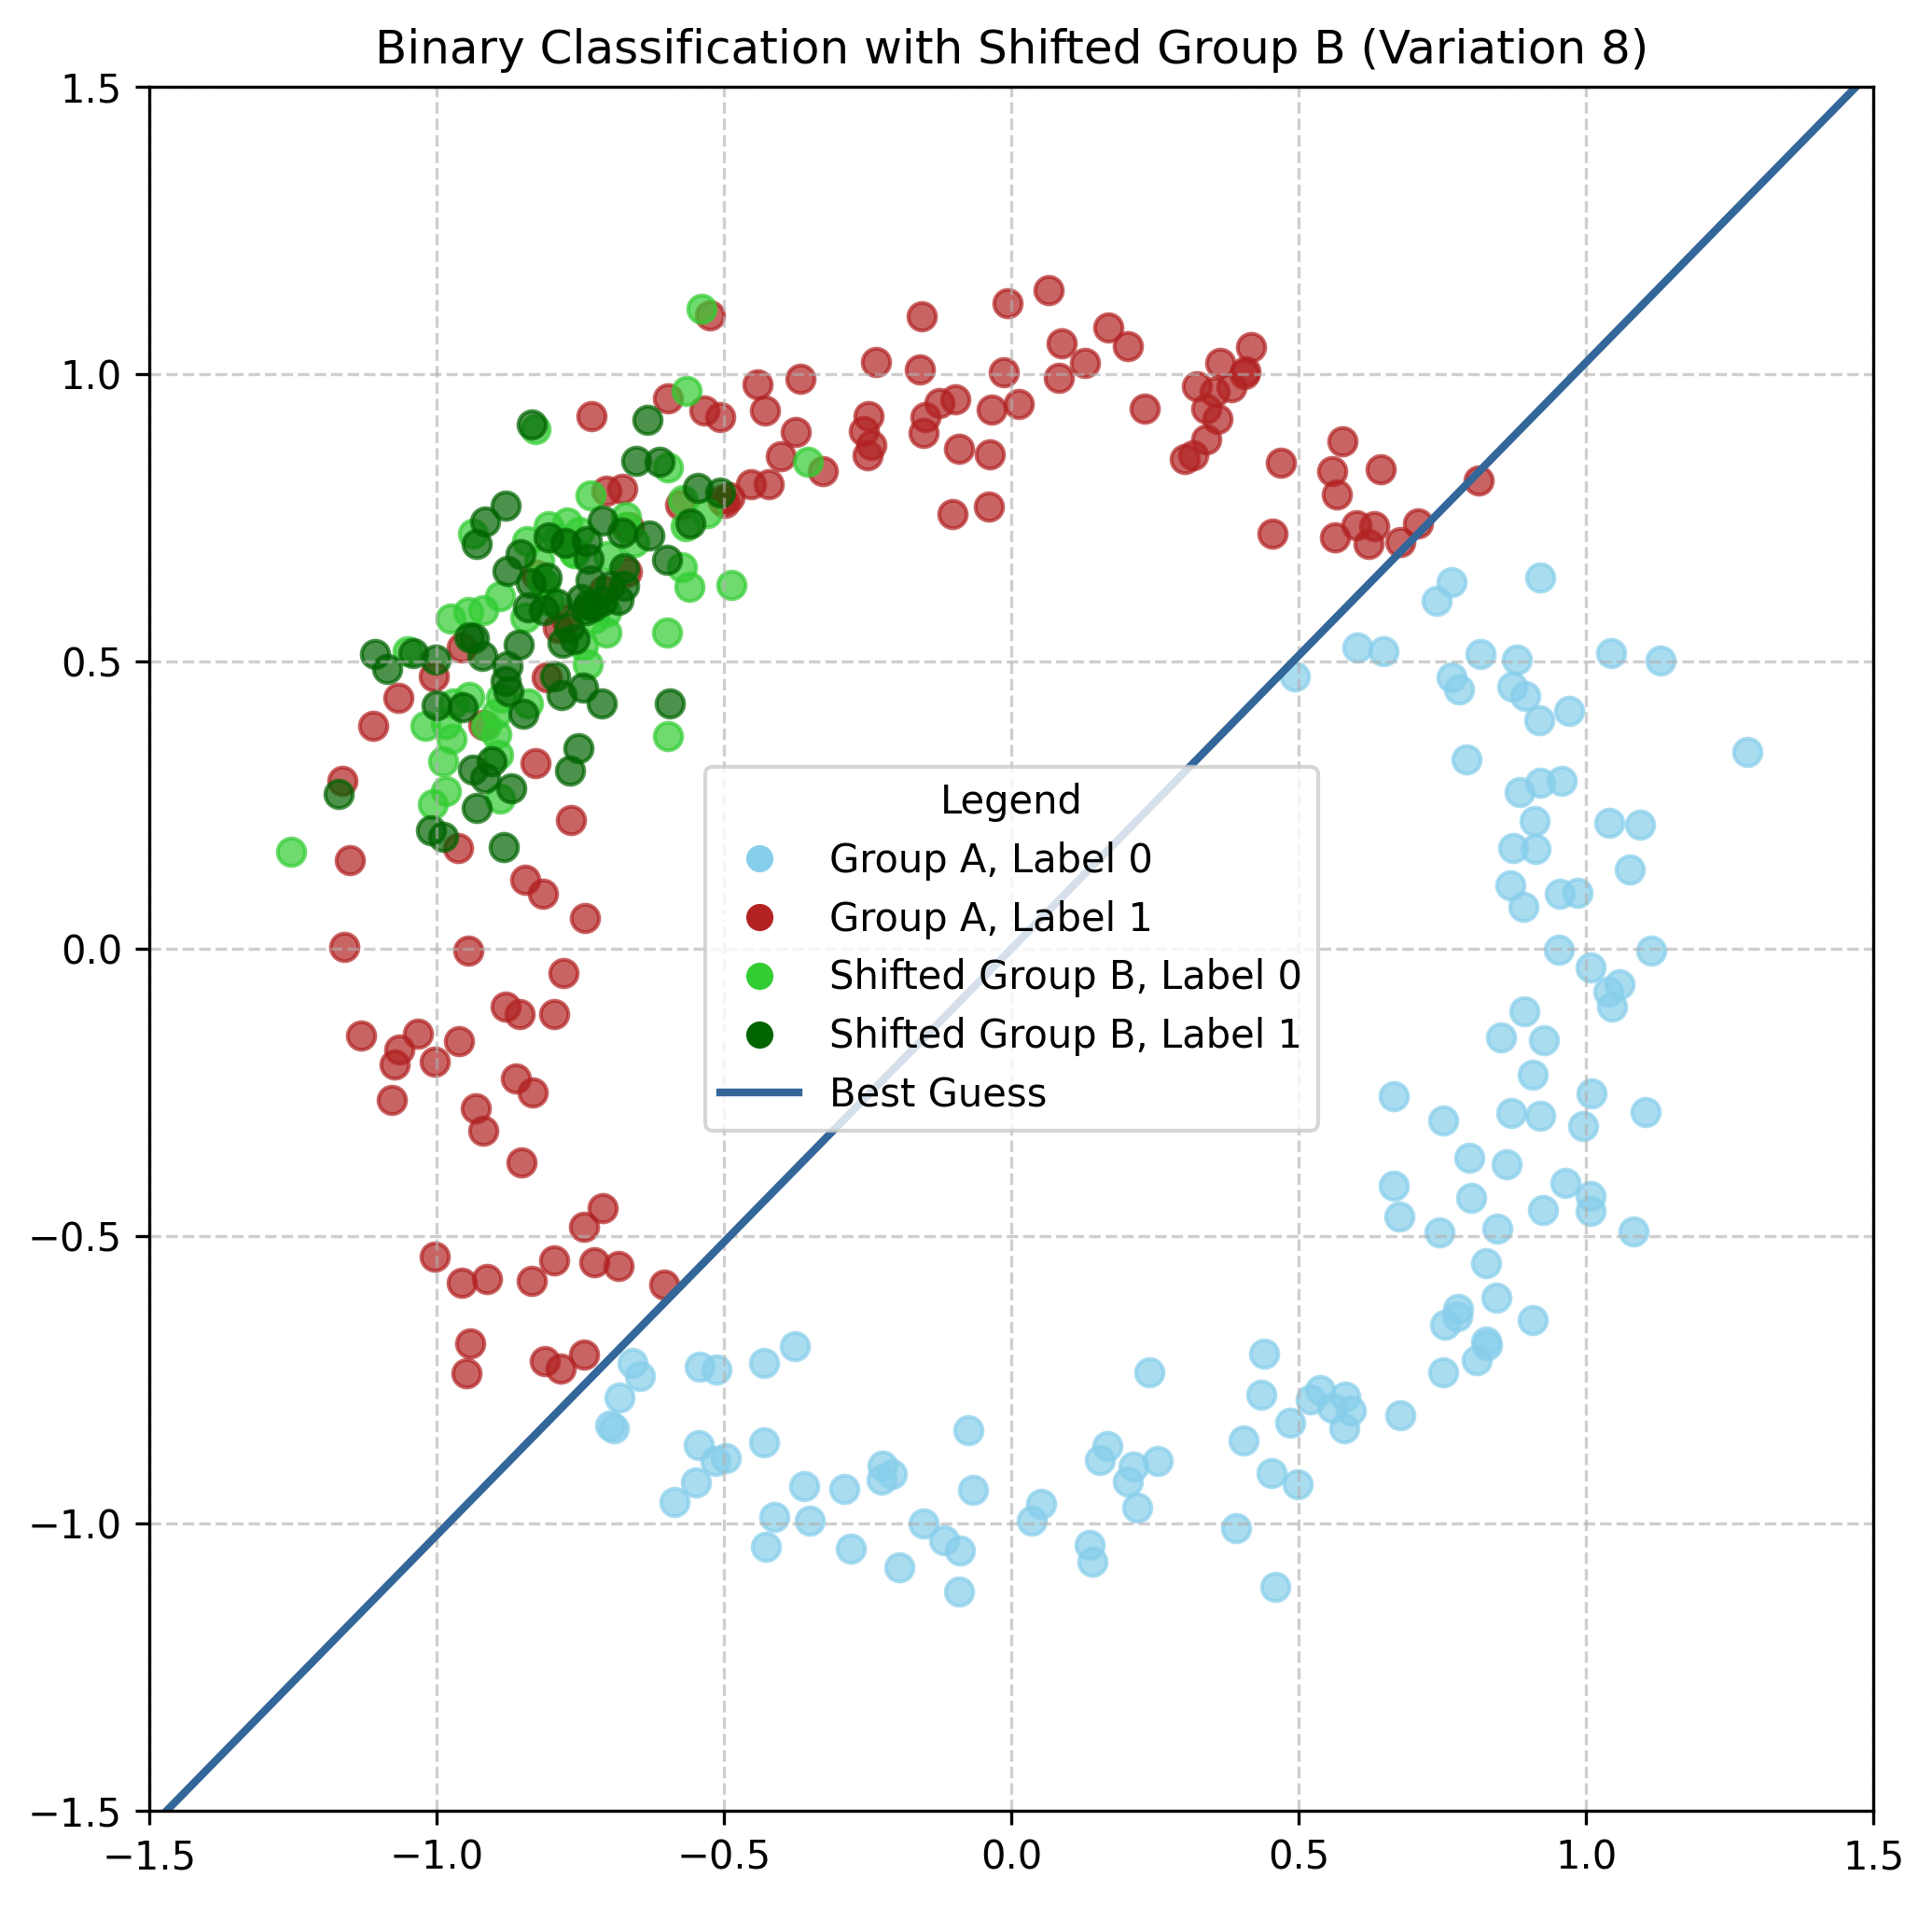 Binary Classification with Shifted Group B (Variation 8)
1.5
1.0
0.5
0.0
−0.5
−1.0
−1.5
Legend
Group A, Label 0
Group A, Label 1
Shifted Group B, Label 0
Shifted Group B, Label 1
Best Guess
−1.5
−1.0
−0.5
0.0
0.5
1.0
1.5